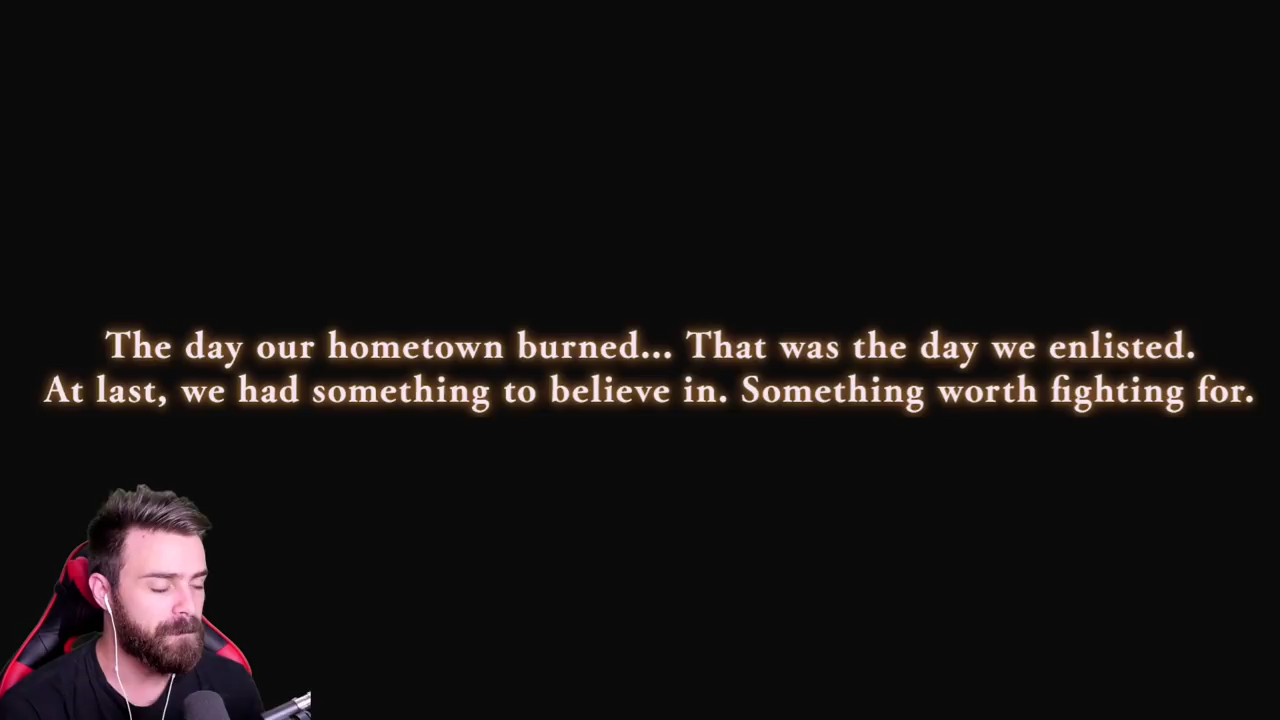 The day our hometown burned... That was the day we enlisted.
At last, we had something to believe in. Something worth fighting for.